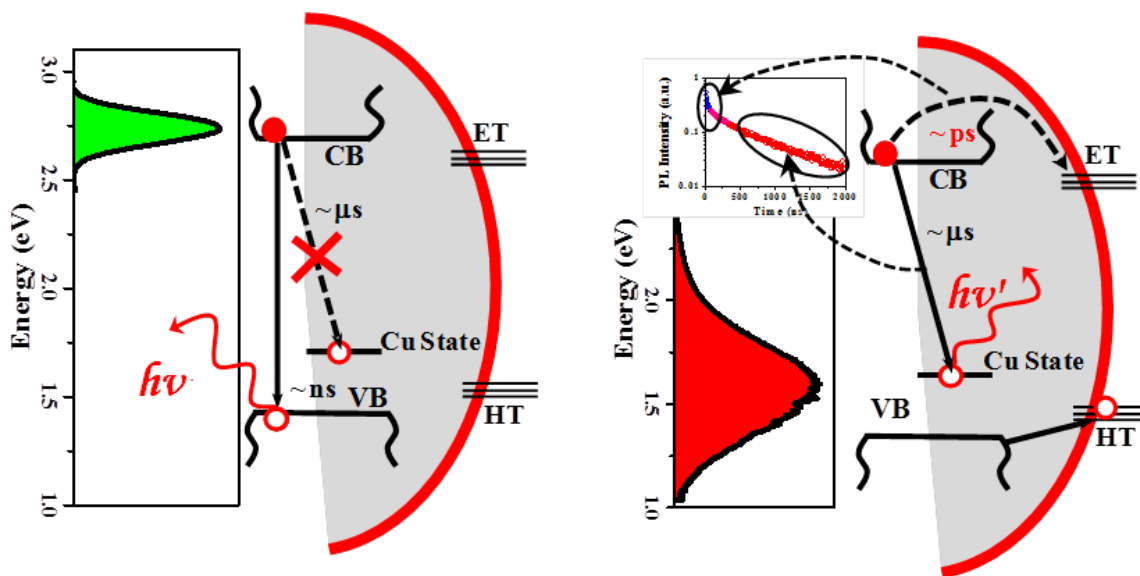 3.0
2.5
2.0
1.5
1.0
Energy (eV)
ET
CB
~μs
Cu State
hν
~ns
VB
HT
PL Intensity (a.u.)
1
0.1
0.01
0
500
1000
1500
2000
Time (ns
~ps
ET
CB
~μs
hν'
Cu State
VB
HT
2.0
1.5
1.0
Energy (eV)